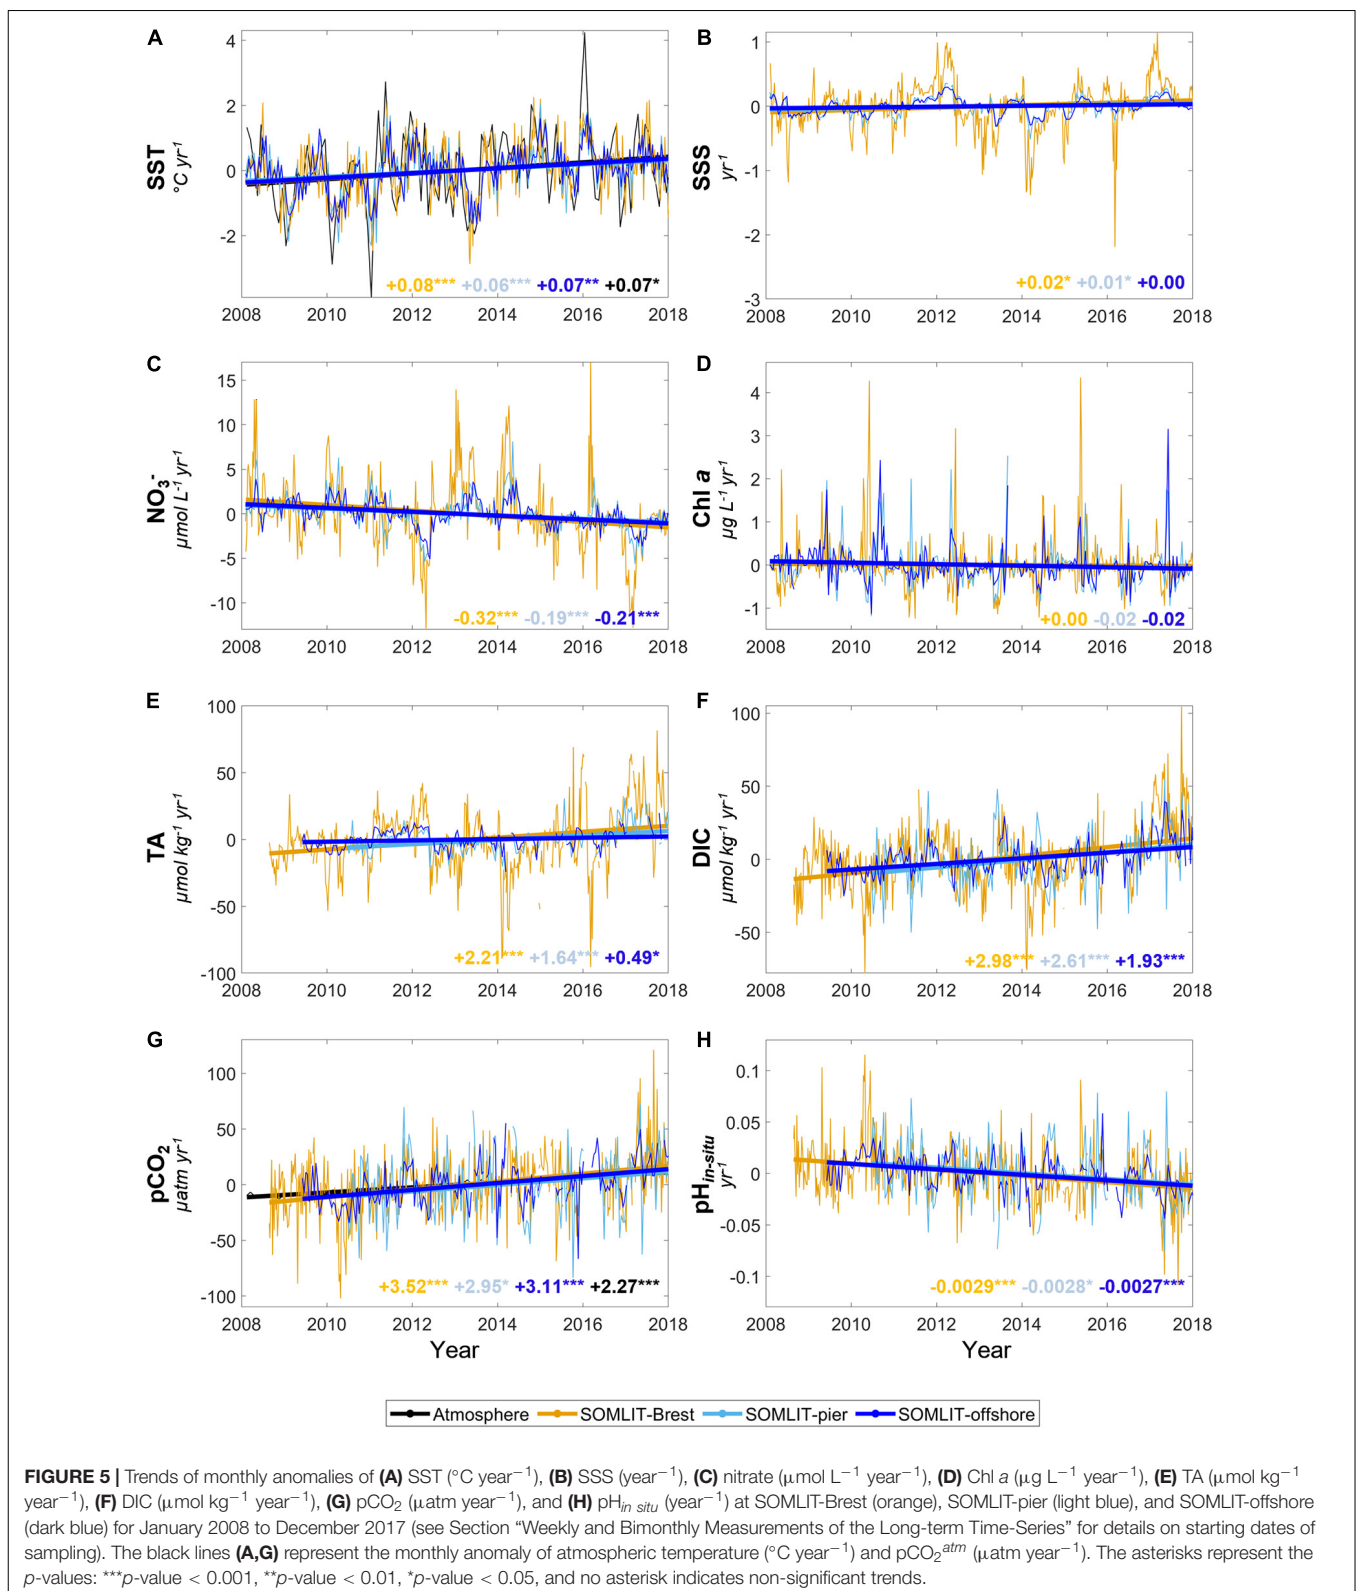 A
SST
°C yr-1
4
2
0
-2
+0.08*** +0.06*** +0.07** +0.07*
2008 2010 2012 2014 2016 2018
B
SSS
yr-1
1
0
-1
-2
-3
+0.02* +0.01* +0.00
2008 2010 2012 2014 2016 2018
C
NO3-
µmol L-1 yr-1
15
10
5
0
-5
-10
-0.32*** -0.19*** -0.21***
2008 2010 2012 2014 2016 2018
D
Chl a
µg L-1 yr-1
4
3
2
1
0
-1
+0.00 -0.02 -0.02
2008 2010 2012 2014 2016 2018
E
TA
µmol kg-1 yr-1
100
50
0
-50
-100
+2.21*** +1.64*** +0.49*
2008 2010 2012 2014 2016 2018
F
DIC
µmol kg-1 yr-1
100
50
0
-50
+2.98*** +2.61*** +1.93***
2008 2010 2012 2014 2016 2018
G
pCO2
µatm yr-1
100
50
0
-50
-100
+3.52*** +2.95* +3.11*** +2.27***
2008 2010 2012 2014 2016 2018
Year
H
pHin-situ
yr-1
0.1
0.05
0
-0.05
-0.1
-0.0029*** -0.0028* -0.0027***
2008 2010 2012 2014 2016 2018
Year
Atmosphere SOMLIT-Brest SOMLIT-pier SOMLIT-offshore
FIGURE 5 | Trends of monthly anomalies of (A) SST (°C year−1), (B) SSS (year−1), (C) nitrate (µmol L−1 year−1), (D) Chl a (µg L−1 year−1), (E) TA (µmol kg−1
year−1), (F) DIC (µmol kg−1 year−1), (G) pCO2 (µatm year−1), and (H) pHin situ (year−1) at SOMLIT-Brest (orange), SOMLIT-pier (light blue), and SOMLIT-offshore
(dark blue) for January 2008 to December 2017 (see Section “Weekly and Bimonthly Measurements of the Long-term Time-Series” for details on starting dates of
sampling). The black lines (A,G) represent the monthly anomaly of atmospheric temperature (°C year−1) and pCO2atm (µatm year−1). The asterisks represent the
p-values: ***p-value < 0.001, **p-value < 0.01, *p-value < 0.05, and no asterisk indicates non-significant trends.